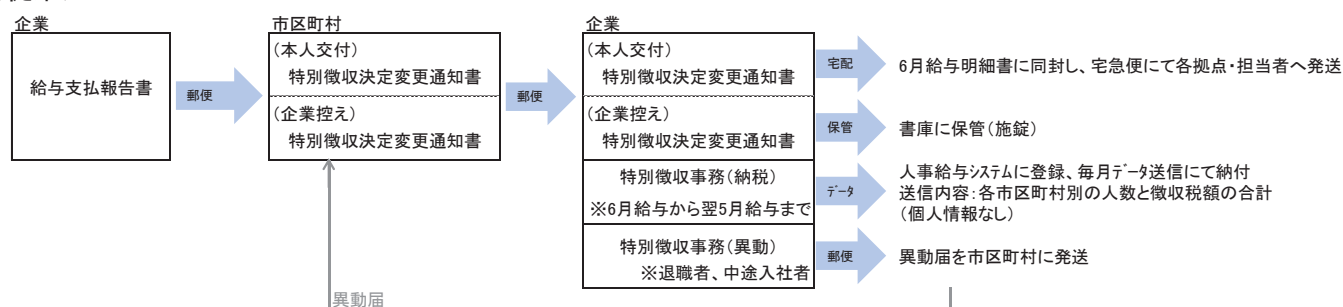 企業
給与支払報告書
郵便
市区町村
(本人交付)
特別徴収決定変更通知書
(企業控え)
特別徴収決定変更通知書
郵便
企業
(本人交付)
特別徴収決定変更通知書
(企業控え)
特別徴収決定変更通知書
特別徴収事務(納税)
※6月給与から翌5月給与まで
特別徴収事務(異動)
※退職者、中途入社者
宅配
6月給与明細書に同封し、宅急便にて各拠点・担当者へ発送
保管
書庫に保管(施錠)
ﾃﾞｰﾀ
人事給与ｼｽﾃﾑに登録、毎月ﾃﾞｰﾀ送信にて納付
送信内容:各市区町村別の人数と徴収税額の合計
(個人情報なし)
郵便
異動届を市区町村に発送
異動届